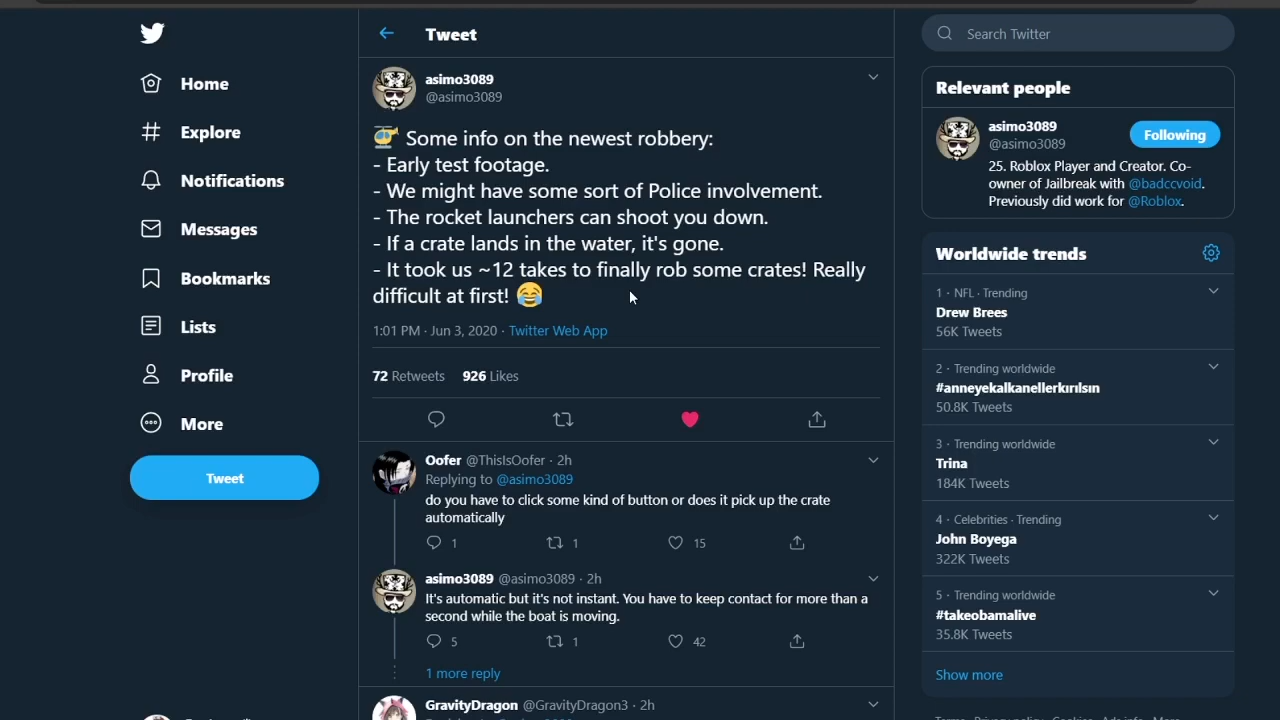 Home
Explore
Notifications
Messages
Bookmarks
Lists
Profile
More
Tweet
Tweet
asimo3089
@asimo3089
🚁 Some info on the newest robbery:
- Early test footage.
- We might have some sort of Police involvement.
- The rocket launchers can shoot you down.
- If a crate lands in the water, it's gone.
- It took us ~12 takes to finally rob some crates! Really
difficult at first! 😂
1:01 PM · Jun 3, 2020 · Twitter Web App
72 Retweets 926 Likes
Oofer @ThisIsOofer · 2h
Replying to @asimo3089
do you have to click some kind of button or does it pick up the crate
automatically
1 1 15
asimo3089 @asimo3089 · 2h
It's automatic but it's not instant. You have to keep contact for more than a
second while the boat is moving.
5 1 42
1 more reply
GravityDragon @GravityDragon3 · 2h
Search Twitter
Relevant people
asimo3089
@asimo3089
Following
25. Roblox Player and Creator. Co-
owner of Jailbreak with @badccvoid.
Previously did work for @Roblox.
Worldwide trends
1 · NFL · Trending
Drew Brees
56K Tweets
2 · Trending worldwide
#anneyekalkanellerkırılsın
50.8K Tweets
3 · Trending worldwide
Trina
184K Tweets
4 · Celebrities · Trending
John Boyega
322K Tweets
5 · Trending worldwide
#takeobamalive
35.8K Tweets
Show more